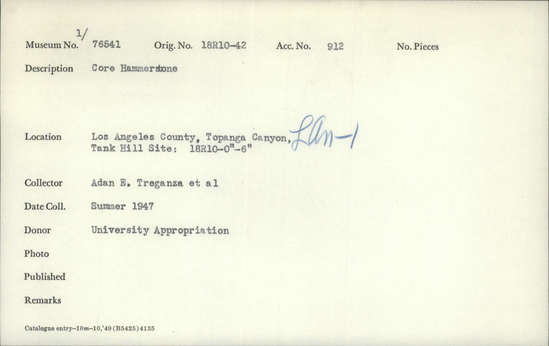 Museum No. 1/ 76541 Orig. No. 18R10-42 Acc. No. 912 No. Pieces
Description Core Hammerstone
Location Los Angeles County, Topanga Canyon, LAn-1
Tank Hill Site: 18R10-0"-6"
Collector Adan E. Treganza et al
Date Coll. Summer 1947
Donor University Appropriation
Photo
Published
Remarks
Catalogue entry—10m-10,'49 (B5425) 4135